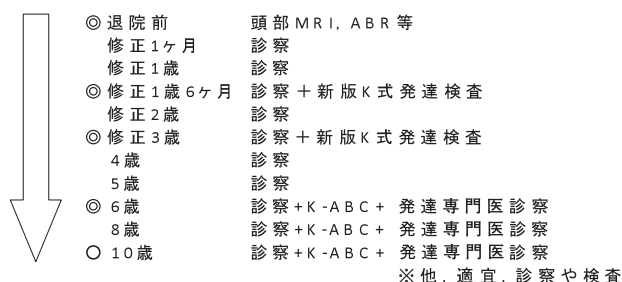 ◎ 退院前 頭部MRI, ABR等
修正1ヶ月 診察
修正1歳 診察
◎ 修正1歳6ヶ月 診察＋新版K式発達検査
修正2歳 診察
◎ 修正3歳 診察＋新版K式発達検査
4歳 診察
5歳 診察
◎ 6歳 診察+K-ABC+ 発達専門医診察
8歳 診察+K-ABC+ 発達専門医診察
〇 10歳 診察+K-ABC+ 発達専門医診察
※他, 適宜, 診察や検査